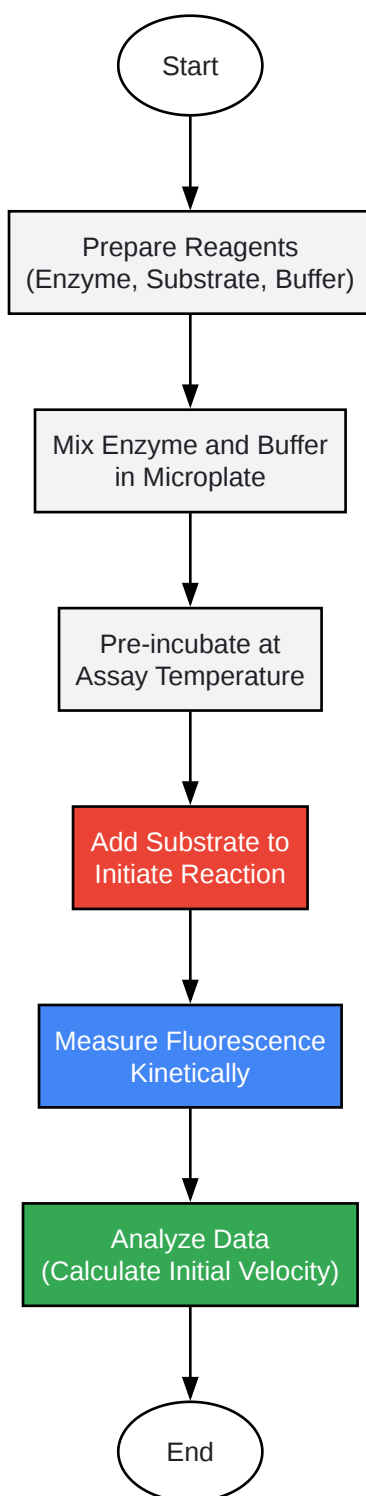 Start
Prepare Reagents
(Enzyme, Substrate, Buffer)
Mix Enzyme and Buffer
in Microplate
Pre-incubate at
Assay Temperature
Add Substrate to
Initiate Reaction
Measure Fluorescence
Kinetically
Analyze Data
(Calculate Initial Velocity)
End